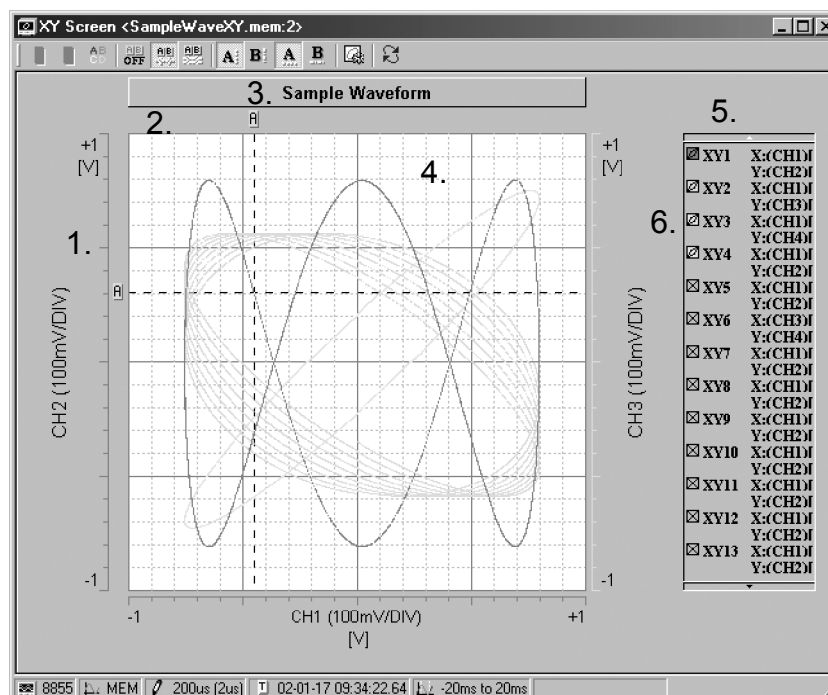 XY Screen <SampleWaveXY.mem:2>
AB
CD
A|B
OFF
A|B
A|B
A
B
A
B
3. Sample Waveform
5.
2.
A
+1
[V]
+1
[V]
4.
1.
6.
A
CH2 (100mV/DIV)
CH3 (100mV/DIV)
-1
-1
-1
CH1 (100mV/DIV)
+1
[V]
XY1 X:(CH1)[
Y:(CH2)[
XY2 X:(CH1)[
Y:(CH3)[
XY3 X:(CH1)[
Y:(CH4)[
XY4 X:(CH1)[
Y:(CH2)[
XY5 X:(CH1)[
Y:(CH2)[
XY6 X:(CH3)[
Y:(CH4)[
XY7 X:(CH1)[
Y:(CH2)[
XY8 X:(CH1)[
Y:(CH2)[
XY9 X:(CH1)[
Y:(CH2)[
XY10 X:(CH1)[
Y:(CH2)[
XY11 X:(CH1)[
Y:(CH2)[
XY12 X:(CH1)[
Y:(CH2)[
XY13 X:(CH1)[
Y:(CH2)[
8855 MEM 200us (2us) T 02-01-17 09:34:22.64 -20ms to 20ms